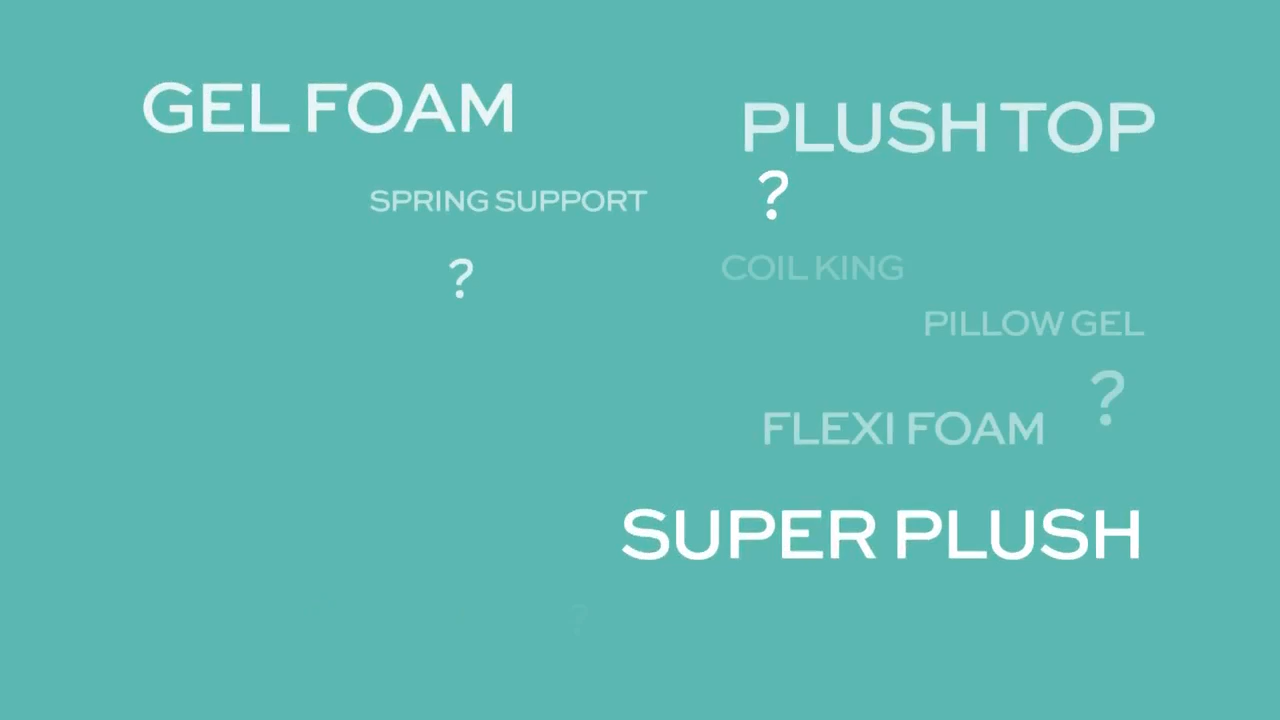 GEL FOAM
PLUSH TOP
SPRING SUPPORT
?
?
COIL KING
PILLOW GEL
?
FLEXI FOAM
SUPER PLUSH
?